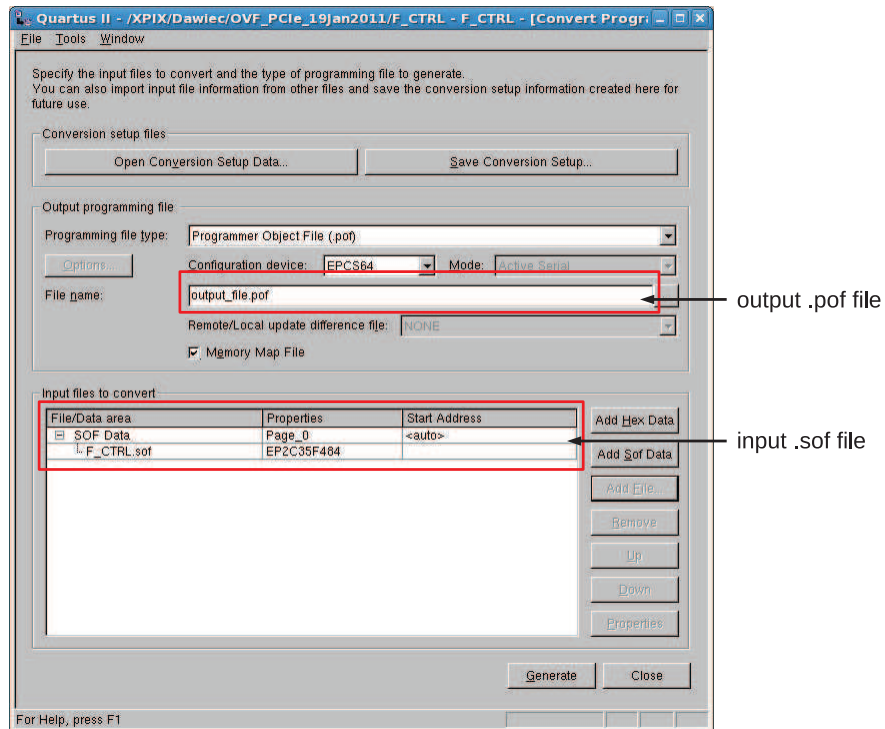 Quartus II - /XPIX/Dawiec/OVF_PCIe_19Jan2011/F_CTRL - F_CTRL - [Convert Progra
File Tools Window
Specify the input files to convert and the type of programming file to generate.
You can also import input file information from other files and save the conversion setup information created here for
future use.
Conversion setup files
Open Conversion Setup Data...
Save Conversion Setup...
Output programming file
Programming file type:
Programmer Object File (.pof)
Options...
Configuration device:
EPCS64
Mode:
Active Serial
File name:
output_file.pof
output .pof file
Remote/Local update difference file:
NONE
Memory Map File
Input files to convert
File/Data area Properties Start Address
SOF Data Page_0 <auto>
F_CTRL.sof EP2C35F484
input .sof file
Add Hex Data
Add Sof Data
Add File...
Remove
Up
Down
Properties
Generate
Close
For Help, press F1